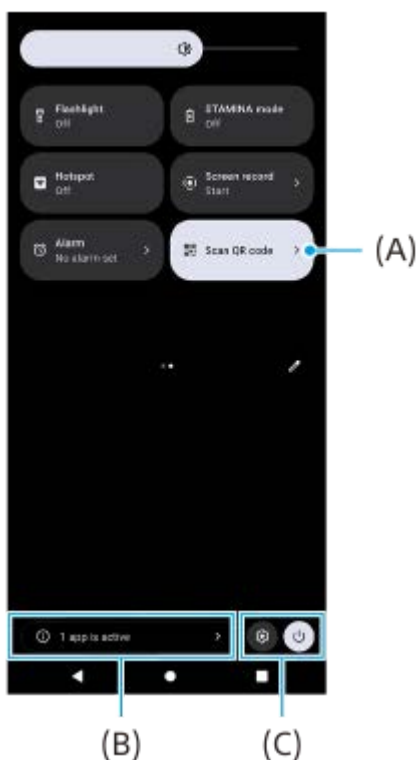 Flashlight
Off
STAMINA mode
Off
Hotspot
Off
Screen record
Start
Alarm
No alarm set
Scan QR code
(A)
1 app is active
(B)
(C)